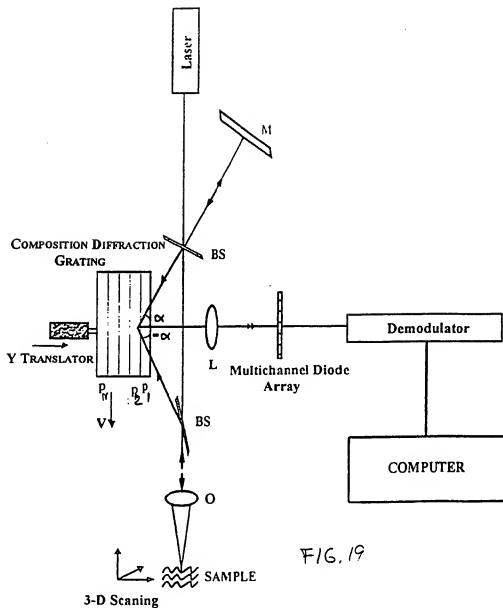 Laser
M
BS
COMPOSITION DIFFRACTION
GRATING
α
-α
Y TRANSLATOR
L
Demodulator
Multichannel Diode
Array
P_N : P_2 P_1
V
BS
COMPUTER
O
SAMPLE
3-D Scaning
FIG. 19